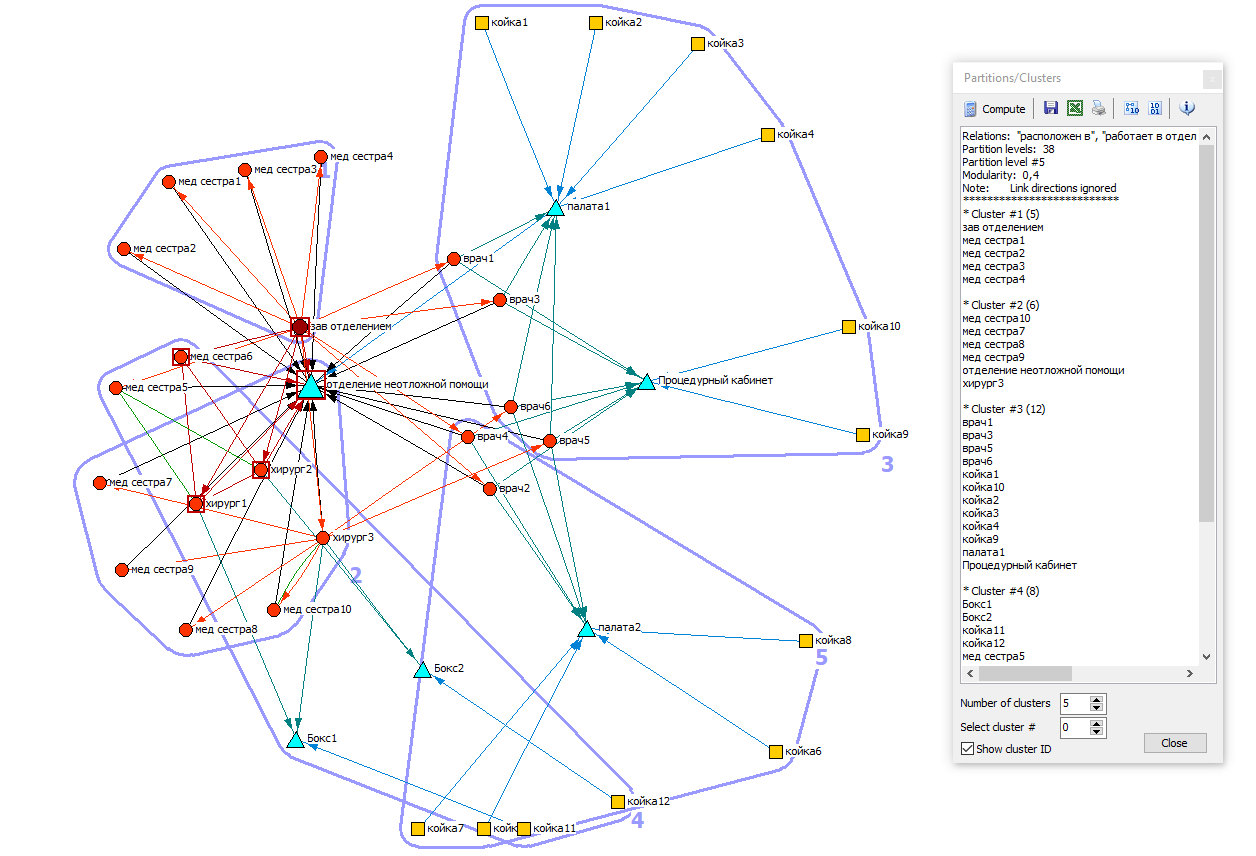 койка1
койка2
койка3
койка4
мед сестра4
мед сестра3
мед сестра1
1
мед сестра2
палата1
врач1
врач3
зав отделением
койка10
мед сестра6
мед сестра5
отделение неотложной помощи
Процедурный кабинет
врач6
врач4
врач5
койка9
3
хирург2
мед сестра7
хирург1
врач2
хирург3
мед сестра9
2
мед сестра10
мед сестра8
палата2
койка8
5
Бокс2
Бокс1
койка6
койка12
4
койка7
койка11
Partitions/Clusters
Compute
Relations: "расположен в", "работает в отдел
Partition levels: 38
Partition level #5
Modularity: 0,4
Note: Link directions ignored
**************************
* Cluster #1 (5)
зав отделением
мед сестра1
мед сестра2
мед сестра3
мед сестра4
* Cluster #2 (6)
мед сестра10
мед сестра7
мед сестра8
мед сестра9
отделение неотложной помощи
хирург3
* Cluster #3 (12)
врач1
врач3
врач5
врач6
койка1
койка10
койка2
койка3
койка4
койка9
палата1
Процедурный кабинет
* Cluster #4 (8)
Бокс1
Бокс2
койка11
койка12
мед сестра5
Number of clusters 5
Select cluster # 0
Show cluster ID
Close